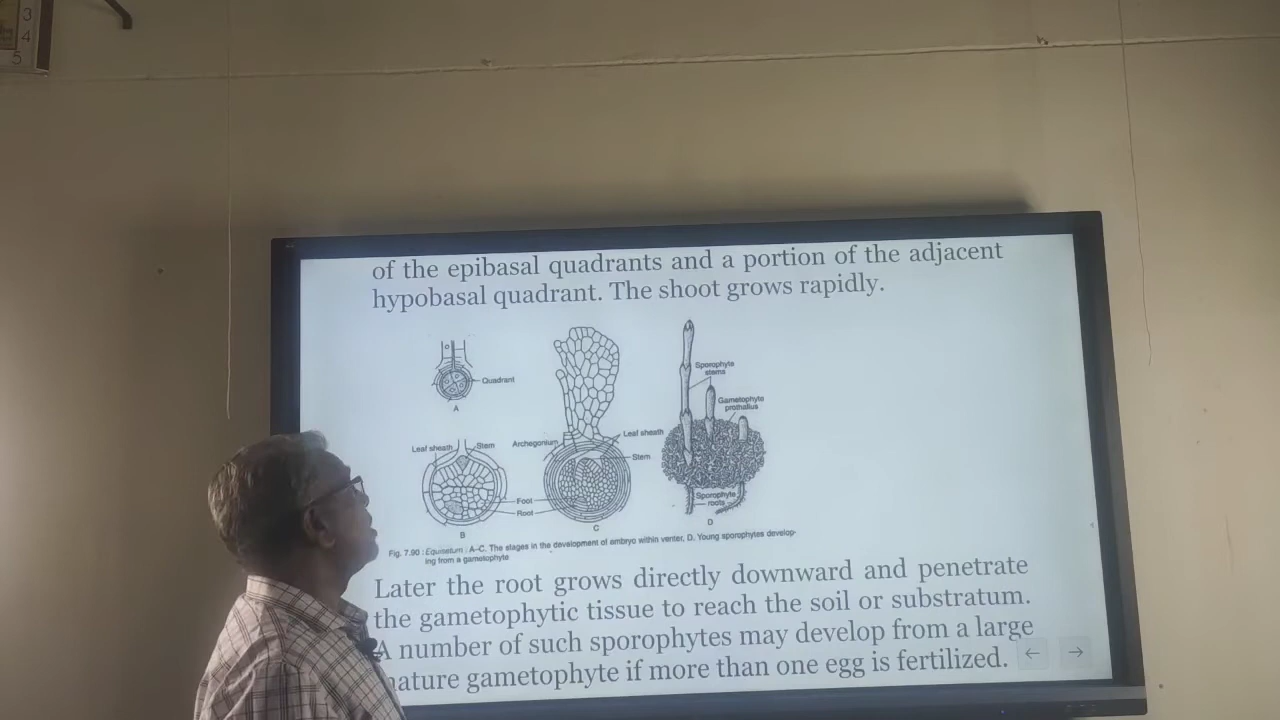 3
4
5
of the epibasal quadrants and a portion of the adjacent
hypobasal quadrant. The shoot grows rapidly.
Quadrant
A
Leaf sheath
Stem
Foot
Root
B
Archegonium
Leaf sheath
Stem
C
Sporophyte
stems
Gametophyte
prothallus
Sporophyte
roots
D
Fig. 7.90 : Equisetum : A-C. The stages in the development of embryo within venter, D. Young sporophytes develop-
ing from a gametophyte
Later the root grows directly downward and penetrate
the gametophytic tissue to reach the soil or substratum.
A number of such sporophytes may develop from a large
ature gametophyte if more than one egg is fertilized.
← →